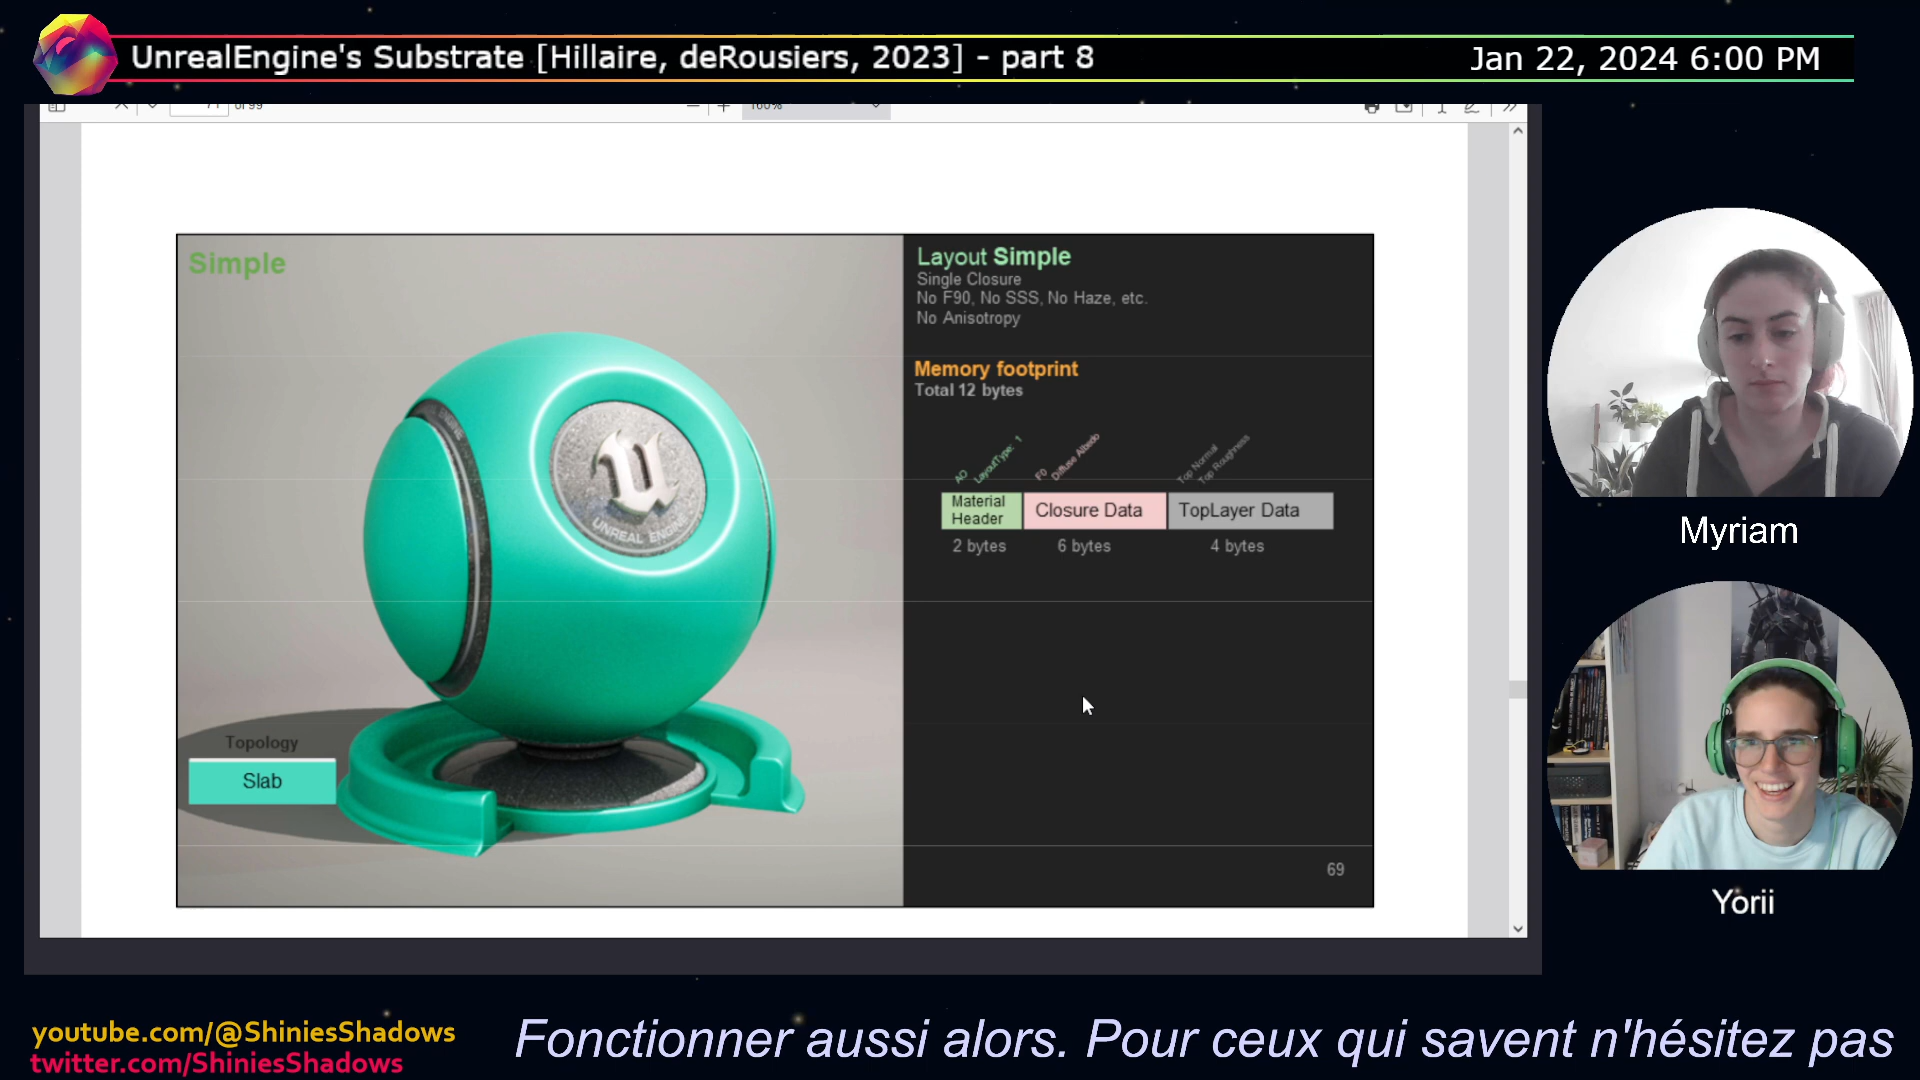 UnrealEngine's Substrate [Hillaire, deRousiers, 2023] - part 8
Jan 22, 2024 6:00 PM
of 99
160%
Simple
UNREAL ENGINE
Topology
Slab
Layout Simple
Single Closure
No F90, No SSS, No Haze, etc.
No Anisotropy
Memory footprint
Total 12 bytes
AO
LayoutType: 1
F0
Diffuse Albedo
Top Normal
Top Roughness
Material
Header
Closure Data
TopLayer Data
2 bytes
6 bytes
4 bytes
69
Myriam
Yorii
youtube.com/@ShiniesShadows
twitter.com/ShiniesShadows
Fonctionner aussi alors. Pour ceux qui savent n'hésitez pas